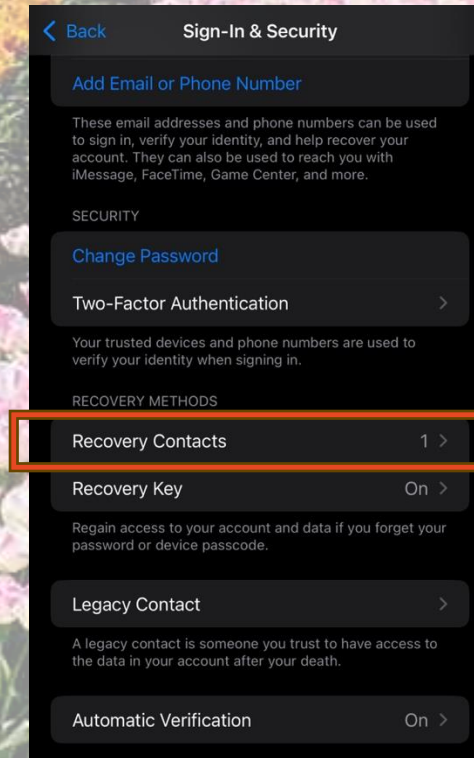 Back
Sign-In & Security
Add Email or Phone Number
These email addresses and phone numbers can be used
to sign in, verify your identity, and help recover your
account. They can also be used to reach you with
iMessage, FaceTime, Game Center, and more.
SECURITY
Change Password
Two-Factor Authentication
Your trusted devices and phone numbers are used to
verify your identity when signing in.
RECOVERY METHODS
Recovery Contacts 1
Recovery Key On
Regain access to your account and data if you forget your
password or device passcode.
Legacy Contact
A legacy contact is someone you trust to have access to
the data in your account after your death.
Automatic Verification On